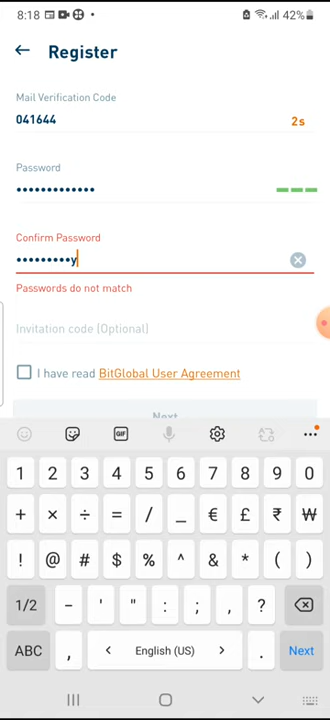 8:18 42%
Register
Mail Verification Code
041644 2s
Password
•••••••••••••
Confirm Password
•••••••••y
Passwords do not match
Invitation code (Optional)
I have read BitGlobal User Agreement
Next
GIF
1 2 3 4 5 6 7 8 9 0
+ × ÷ = / _ € £ ₹ ₩
! @ # $ % ^ & * ( )
1/2 - ' " : ; , ?
ABC , < English (US) > . Next